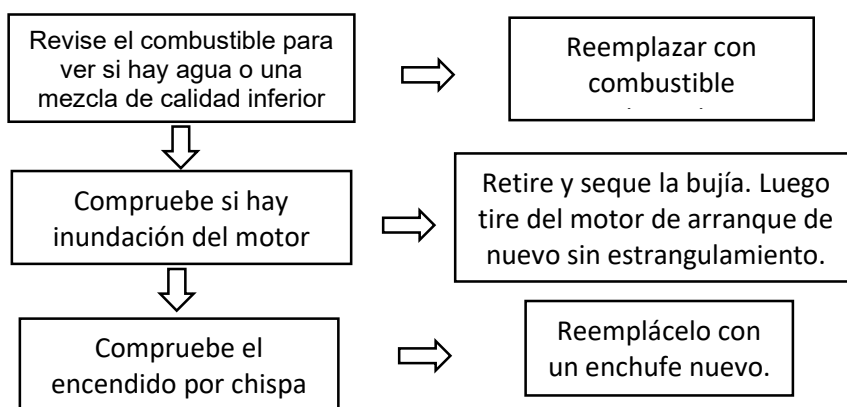 Revise el combustible para
ver si hay agua o una
mezcla de calidad inferior
Reemplazar con
combustible
Compruebe si hay
inundación del motor
Retire y seque la bujía. Luego
tire del motor de arranque de
nuevo sin estrangulamiento.
Compruebe el
encendido por chispa
Reemplácelo con
un enchufe nuevo.